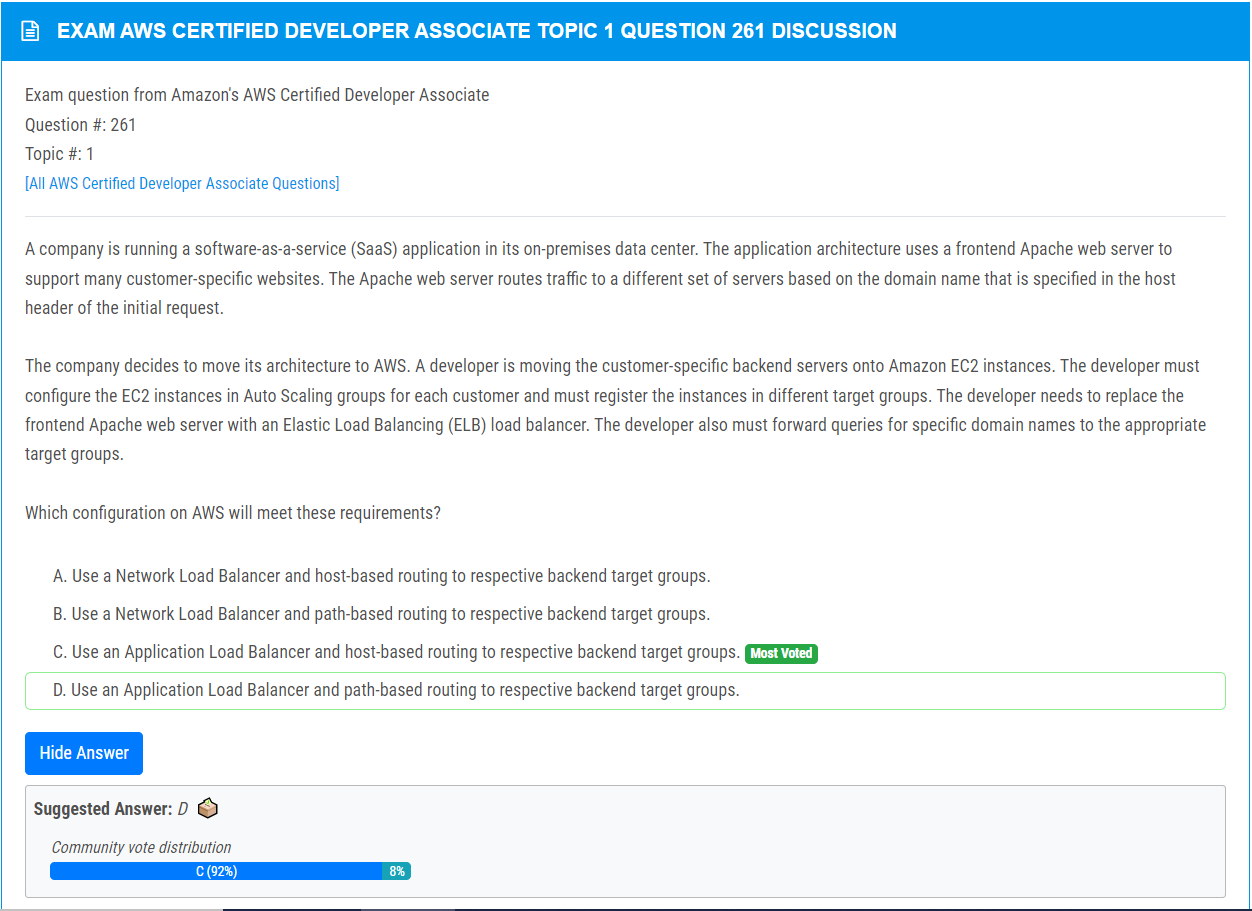 EXAM AWS CERTIFIED DEVELOPER ASSOCIATE TOPIC 1 QUESTION 261 DISCUSSION
Exam question from Amazon's AWS Certified Developer Associate
Question #: 261
Topic #: 1
[All AWS Certified Developer Associate Questions]
A company is running a software-as-a-service (SaaS) application in its on-premises data center. The application architecture uses a frontend Apache web server to
support many customer-specific websites. The Apache web server routes traffic to a different set of servers based on the domain name that is specified in the host
header of the initial request.
The company decides to move its architecture to AWS. A developer is moving the customer-specific backend servers onto Amazon EC2 instances. The developer must
configure the EC2 instances in Auto Scaling groups for each customer and must register the instances in different target groups. The developer needs to replace the
frontend Apache web server with an Elastic Load Balancing (ELB) load balancer. The developer also must forward queries for specific domain names to the appropriate
target groups.
Which configuration on AWS will meet these requirements?
A. Use a Network Load Balancer and host-based routing to respective backend target groups.
B. Use a Network Load Balancer and path-based routing to respective backend target groups.
C. Use an Application Load Balancer and host-based routing to respective backend target groups. Most Voted
D. Use an Application Load Balancer and path-based routing to respective backend target groups.
Hide Answer
Suggested Answer: D
Community vote distribution
C (92%) 8%